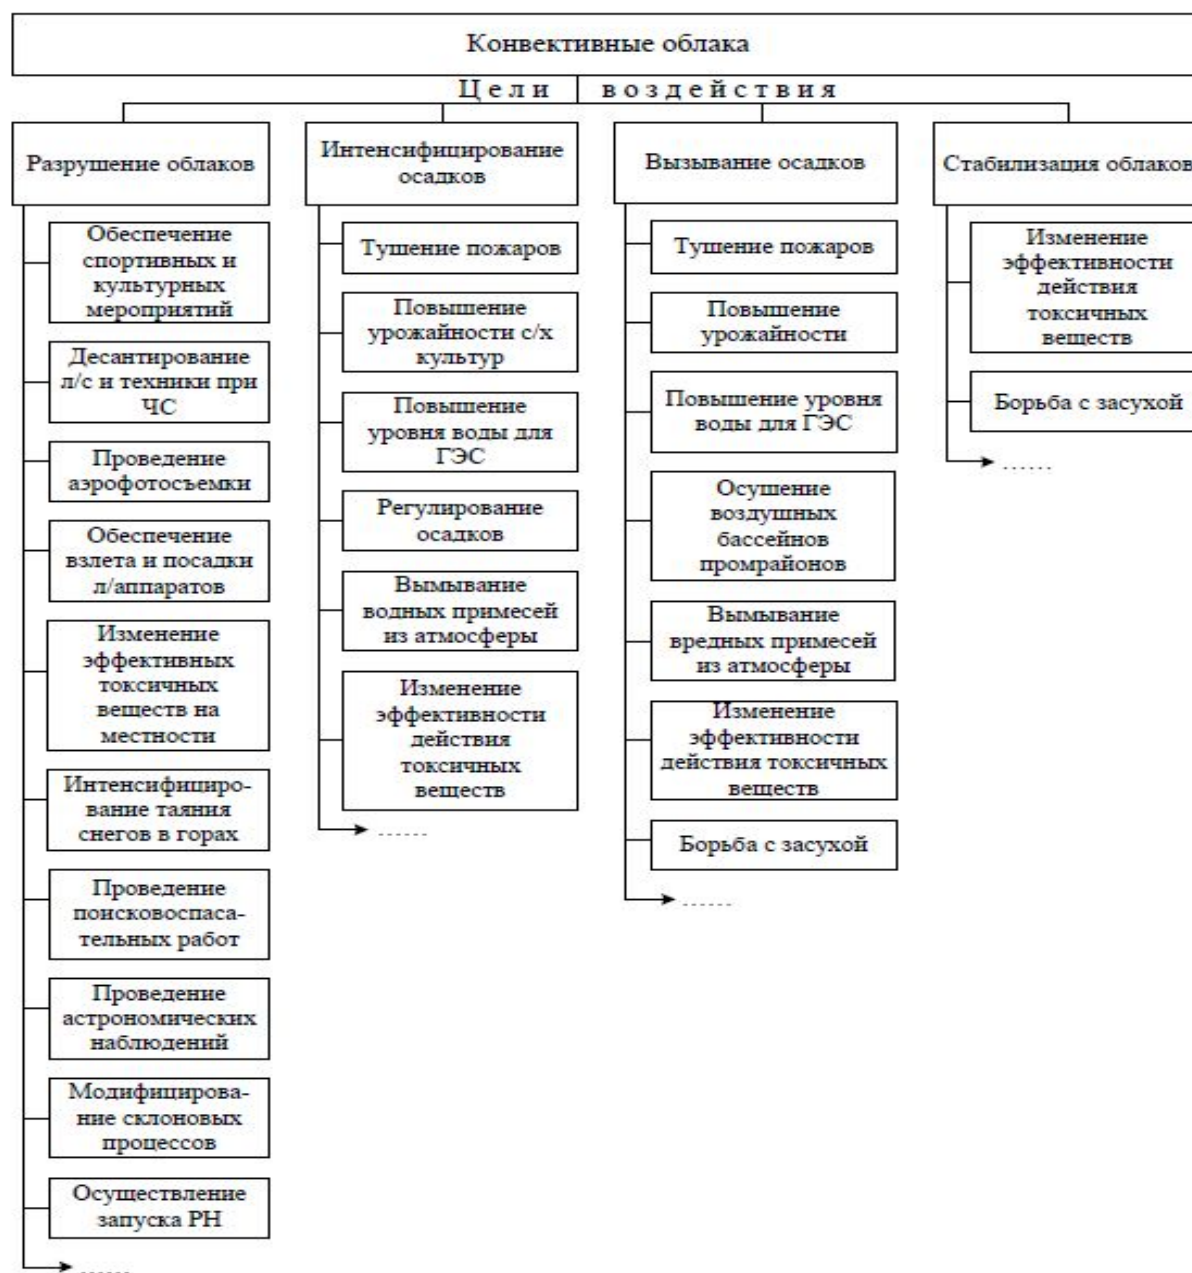 Конвективные облака
Цели воздействия
Разрушение облаков
Обеспечение
спортивных и
культурных
мероприятий
Десантирование
л/с и техники при
ЧС
Проведение
аэрофотосъемки
Обеспечение
взлета и посадки
л/аппаратов
Изменение
эффективных
токсичных
веществ на
местности
Интенсифициро-
вание таяния
снегов в горах
Проведение
поисковоспаса-
тельных работ
Проведение
астрономических
наблюдений
Модифицирова-
ние склоновых
процессов
Осуществление
запуска РН
......
Интенсифицирование
осадков
Тушение пожаров
Повышение
урожайности с/х
культур
Повышение
уровня воды для
ГЭС
Регулирование
осадков
Вымывание
водных примесей
из атмосферы
Изменение
эффективности
действия
токсичных
веществ
......
Вызывание осадков
Тушение пожаров
Повышение
урожайности
Повышение уровня
воды для ГЭС
Осушение
воздушных
бассейнов
промрайонов
Вымывание
вредных примесей
из атмосферы
Изменение
эффективности
действия токсичных
веществ
Борьба с засухой
......
Стабилизация облаков
Изменение
эффективности
действия
токсичных
веществ
Борьба с засухой
......